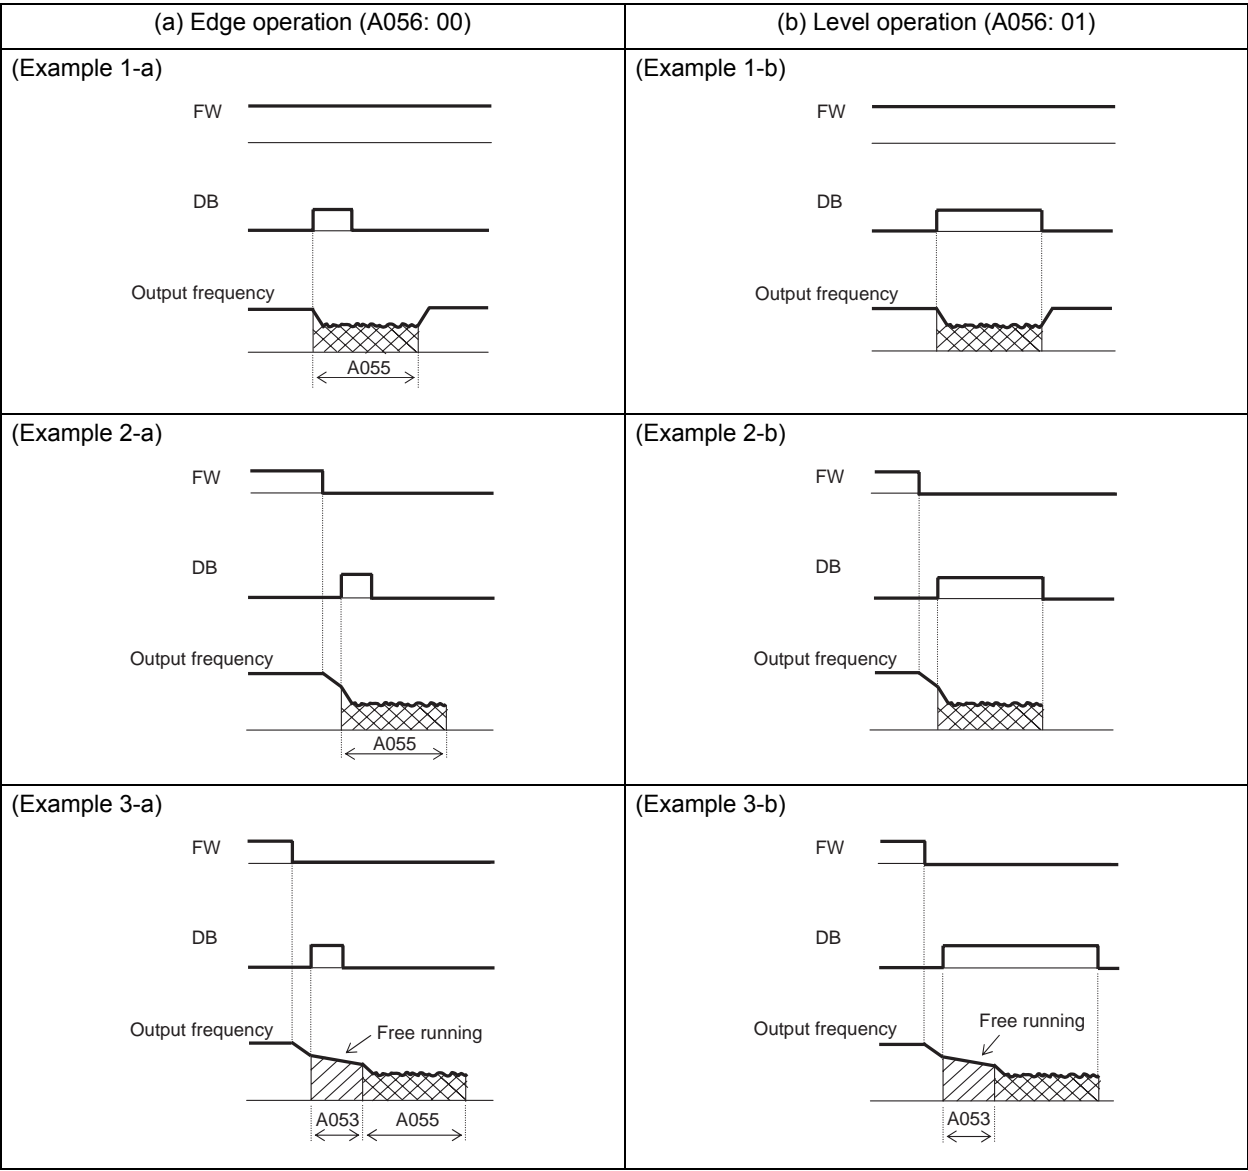 (a) Edge operation (A056: 00)
(b) Level operation (A056: 01)
(Example 1-a)
FW
DB
Output frequency
A055
(Example 1-b)
FW
DB
Output frequency
(Example 2-a)
FW
DB
Output frequency
A055
(Example 2-b)
FW
DB
Output frequency
(Example 3-a)
FW
DB
Output frequency
Free running
A053
A055
(Example 3-b)
FW
DB
Output frequency
Free running
A053